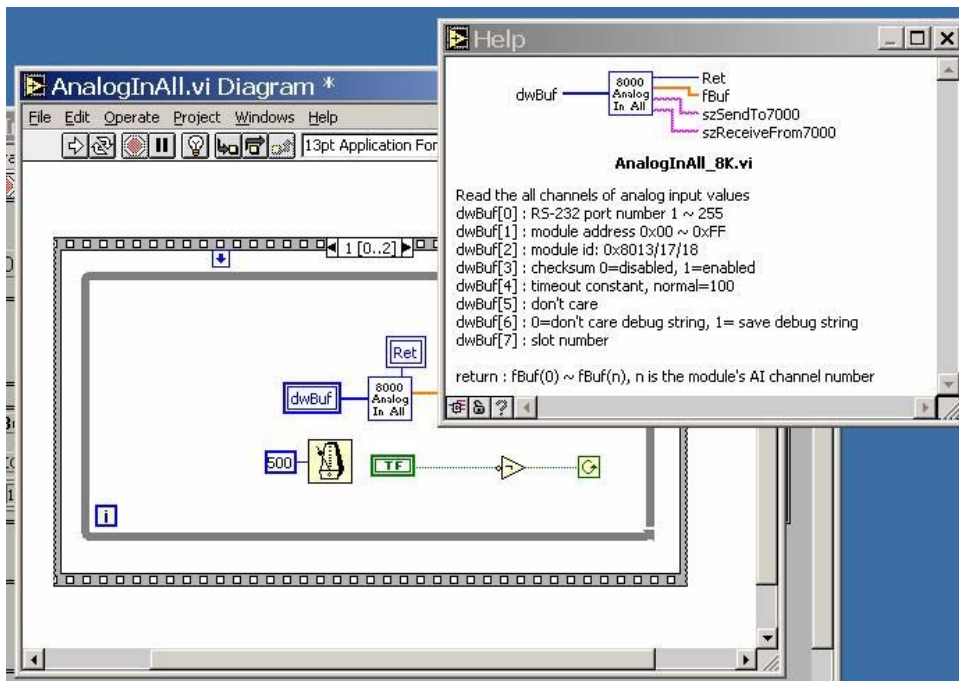 AnalogInAll.vi Diagram *
File Edit Operate Project Windows Help
13pt Application For
1 [0..2]
Ret
dwBuf
8000
Analog
In All
500
TF
i
Help
dwBuf
8000
Analog
In All
Ret
fBuf
szSendTo7000
szReceiveFrom7000
AnalogInAll_8K.vi
Read the all channels of analog input values
dwBuf[0] : RS-232 port number 1 ~ 255
dwBuf[1] : module address 0x00 ~ 0xFF
dwBuf[2] : module id: 0x8013/17/18
dwBuf[3] : checksum 0=disabled, 1=enabled
dwBuf[4] : timeout constant, normal=100
dwBuf[5] : don't care
dwBuf[6] : 0=don't care debug string, 1= save debug string
dwBuf[7] : slot number
return : fBuf(0) ~ fBuf(n), n is the module's AI channel number
?